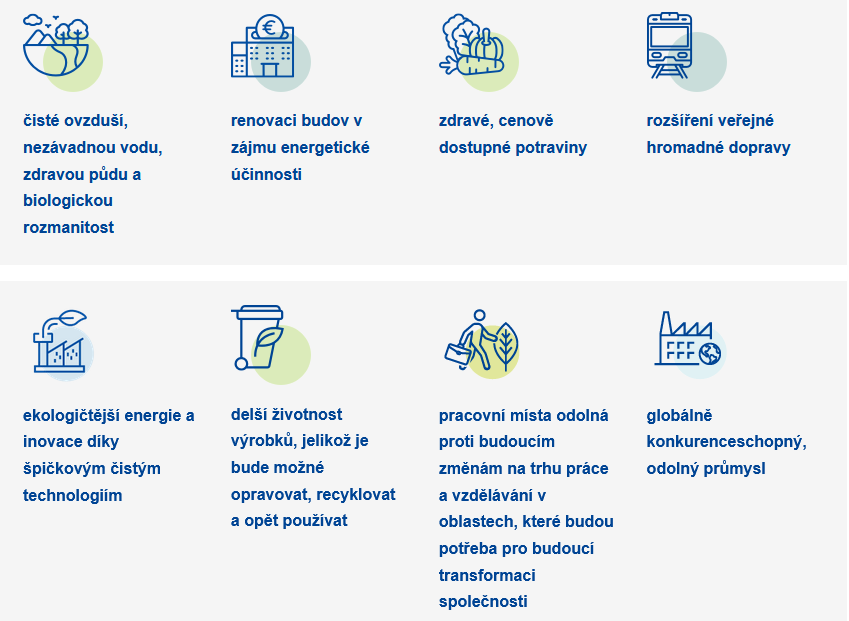 čisté ovzduší,
nezávadnou vodu,
zdravou půdu a
biologickou
rozmanitost
renovaci budov v
zájmu energetické
účinnosti
zdravé, cenově
dostupné potraviny
rozšíření veřejné
hromadné dopravy
ekologičtější energie a
inovace díky
špičkovým čistým
technologiím
delší životnost
výrobků, jelikož je
bude možné
opravovat, recyklovat
a opět používat
pracovní místa odolná
proti budoucím
změnám na trhu práce
a vzdělávání v
oblastech, které budou
potřeba pro budoucí
transformaci
společnosti
globálně
konkurenceschopný,
odolný průmysl